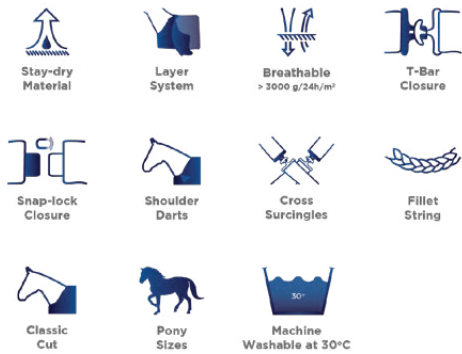 Stay-dry
Material
Layer
System
Breathable
> 3000 g/24h/m²
T-Bar
Closure
Snap-lock
Closure
Shoulder
Darts
Cross
Surcingles
Fillet
String
Classic
Cut
Pony
Sizes
30°
Machine
Washable at 30°C